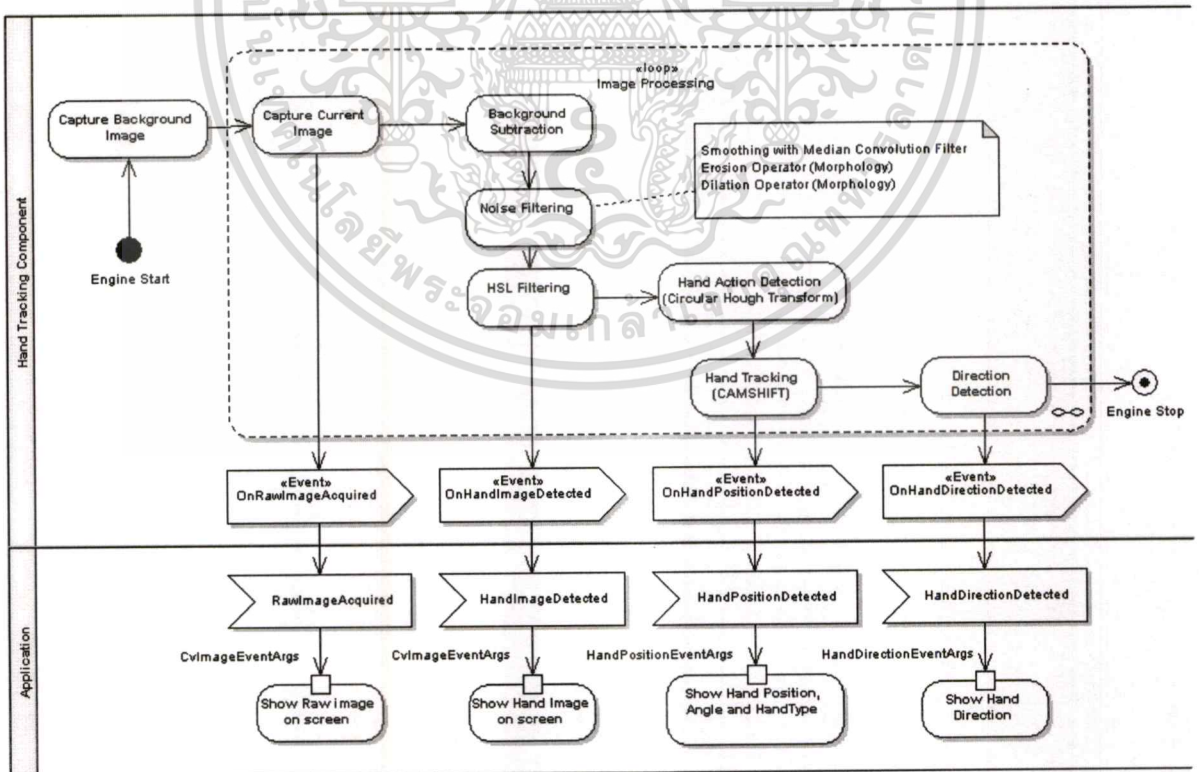 Hand Tracking Component
«loop»
Image Processing
Capture Background
Image
Capture Current
Image
Background
Subtraction
Smoothing with Median Convolution Filter
Erosion Operator (Morphology)
Dilation Operator (Morphology)
Noise Filtering
Engine Start
HSL Filtering
Hand Action Detection
(Circular Hough Transform)
Hand Tracking
(CAMSHIFT)
Direction
Detection
Engine Stop
«Event»
OnRawImageAcquired
«Event»
OnHandImageDetected
«Event»
OnHandPositionDetected
«Event»
OnHandDirectionDetected
Application
RawImageAcquired
HandImageDetected
HandPositionDetected
HandDirectionDetected
CvImageEventArgs
CvImageEventArgs
HandPositionEventArgs
HandDirectionEventArgs
Show Raw image
on screen
Show Hand Image
on screen
Show Hand Position,
Angle and HandType
Show Hand
Direction